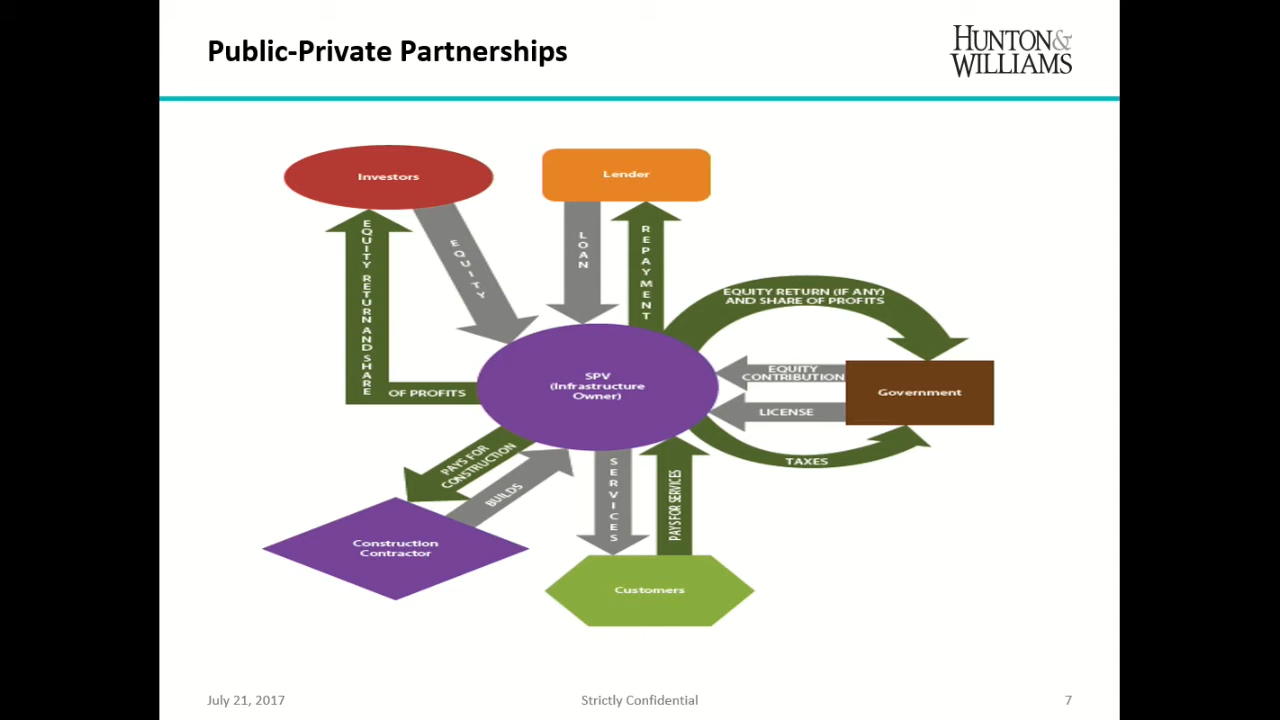 Public-Private Partnerships
HUNTON&
WILLIAMS
Investors
Lender
EQUITY RETURN AND SHARE
OF PROFITS
EQUITY
LOAN
REPAYMENT
EQUITY RETURN (IF ANY)
AND SHARE OF PROFITS
SPV
(Infrastructure
Owner)
EQUITY
CONTRIBUTION
LICENSE
Government
TAXES
PAYS FOR
CONSTRUCTION
BUILDS
SERVICES
PAYS FOR SERVICES
Construction
Contractor
Customers
July 21, 2017
Strictly Confidential
7